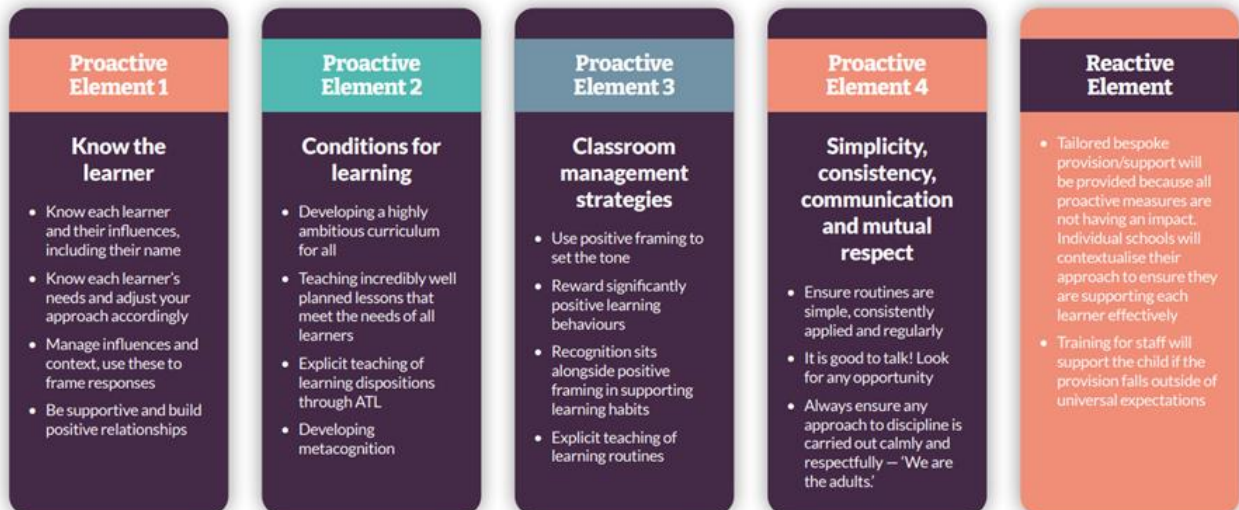 Proactive
Element 1
Know the
learner
• Know each learner
and their influences,
including their name
• Know each learner's
needs and adjust your
approach accordingly
• Manage influences and
context, use these to
frame responses
• Be supportive and build
positive relationships
Proactive
Element 2
Conditions for
learning
• Developing a highly
ambitious curriculum
for all
• Teaching incredibly well
planned lessons that
meet the needs of all
learners
• Explicit teaching of
learning dispositions
through ATL
• Developing
metacognition
Proactive
Element 3
Classroom
management
strategies
• Use positive framing to
set the tone
• Reward significantly
positive learning
behaviours
• Recognition sits
alongside positive
framing in supporting
learning habits
• Explicit teaching of
learning routines
Proactive
Element 4
Simplicity,
consistency,
communication
and mutual
respect
• Ensure routines are
simple, consistently
applied and regularly
• It is good to talk! Look
for any opportunity
• Always ensure any
approach to discipline is
carried out calmly and
respectfully — 'We are
the adults.'
Reactive
Element
• Tailored bespoke
provision/support will
be provided because all
proactive measures are
not having an impact.
Individual schools will
contextualise their
approach to ensure they
are supporting each
learner effectively
• Training for staff will
support the child if the
provision falls outside of
universal expectations